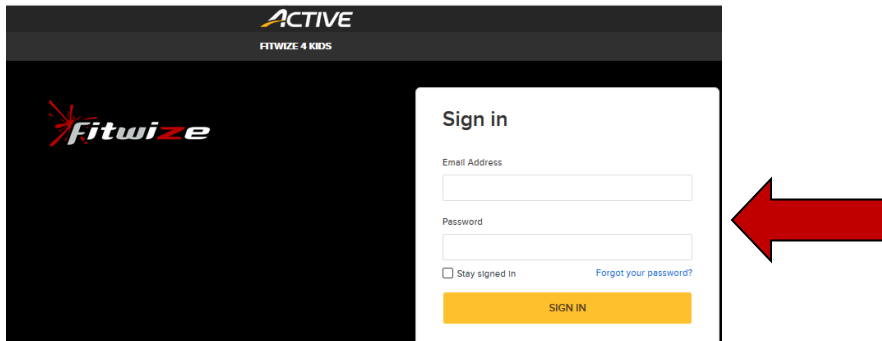 ACTIVE
FITWIZE 4 KIDS
Fitwize
Sign in
Email Address
Password
Stay signed in
Forgot your password?
SIGN IN